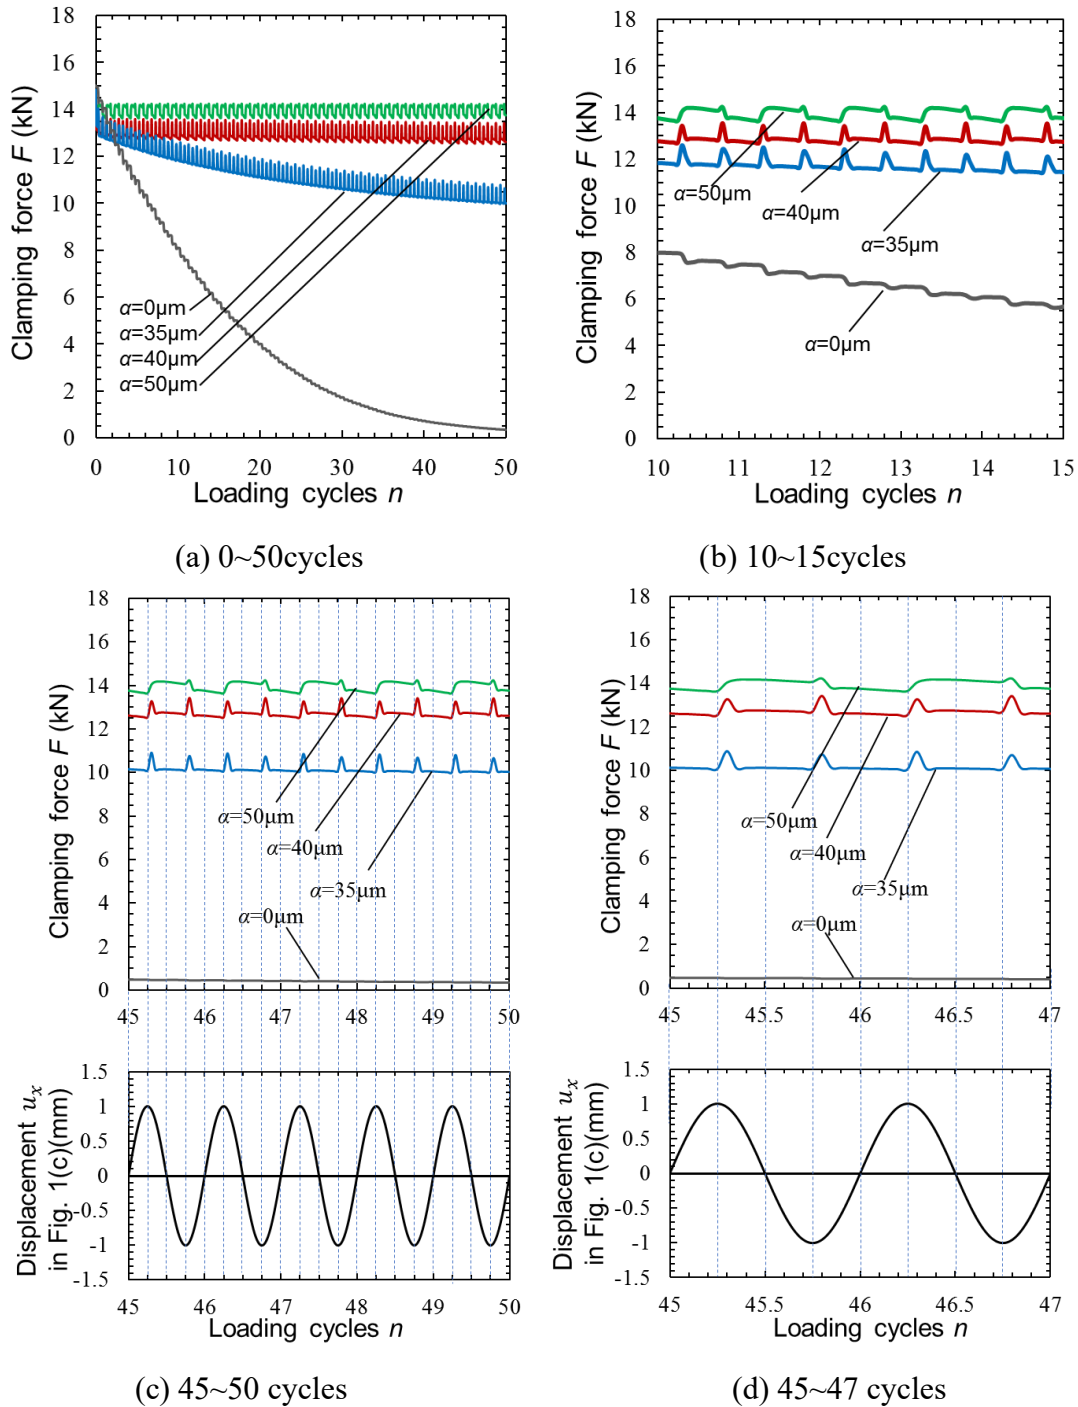 Clamping force F (kN)
18
16
14
12
10
8
6
4
2
0
α=0μm
α=35μm
α=40μm
α=50μm
0 10 20 30 40 50
Loading cycles n
(a) 0~50cycles
Clamping force F (kN)
18
16
14
12
10
8
6
4
2
0
α=50μm
α=40μm
α=35μm
α=0μm
10 11 12 13 14 15
Loading cycles n
(b) 10~15cycles
Clamping force F (kN)
18
16
14
12
10
8
6
4
2
0
α=50μm
α=40μm
α=35μm
α=0μm
45 46 47 48 49 50
Displacement uₓ
in Fig. 1(c)(mm)
1.5
1
0.5
0
-0.5
-1
-1.5
45 46 47 48 49 50
Loading cycles n
(c) 45~50 cycles
Clamping force F (kN)
18
16
14
12
10
8
6
4
2
0
α=50μm
α=40μm
α=35μm
α=0μm
45 45.5 46 46.5 47
Displacement uₓ
in Fig. 1(c)(mm)
1.5
1
0.5
0
-0.5
-1
-1.5
45 45.5 46 46.5 47
Loading cycles n
(d) 45~47 cycles